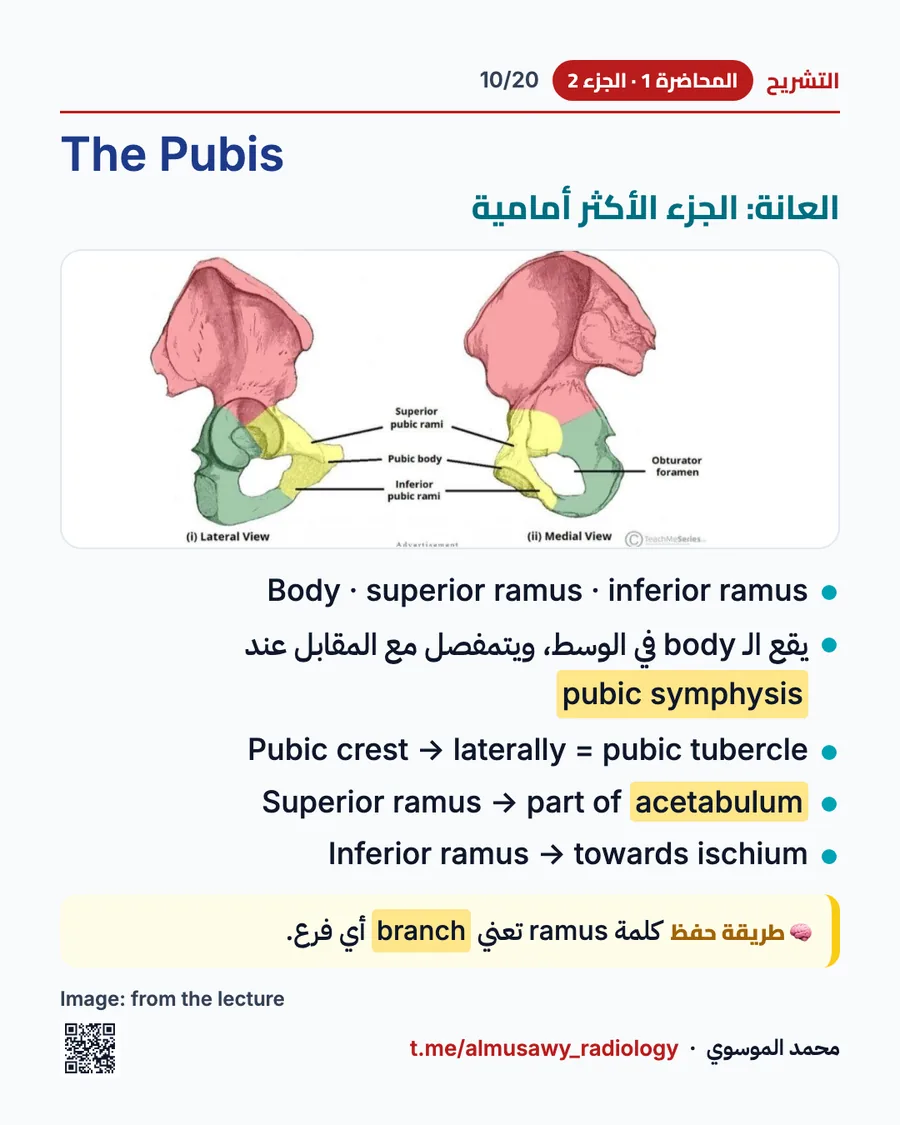 التشريح
المحاضرة 1 · الجزء 2
10/20
The Pubis
العانة: الجزء الأكثر أمامية
Superior
pubic rami
Pubic body
Inferior
pubic rami
Obturator
foramen
(i) Lateral View
(ii) Medial View
Advertisement
© TeachMeSeries
Body · superior ramus · inferior ramus
يقع الـ body في الوسط، ويتمفصل مع المقابل عند
pubic symphysis
Pubic crest → laterally = pubic tubercle
Superior ramus → part of acetabulum
Inferior ramus → towards ischium
🧠 طريقة حفظ كلمة ramus تعني branch أي فرع.
Image: from the lecture
محمد الموسوي · t.me/almusawy_radiology